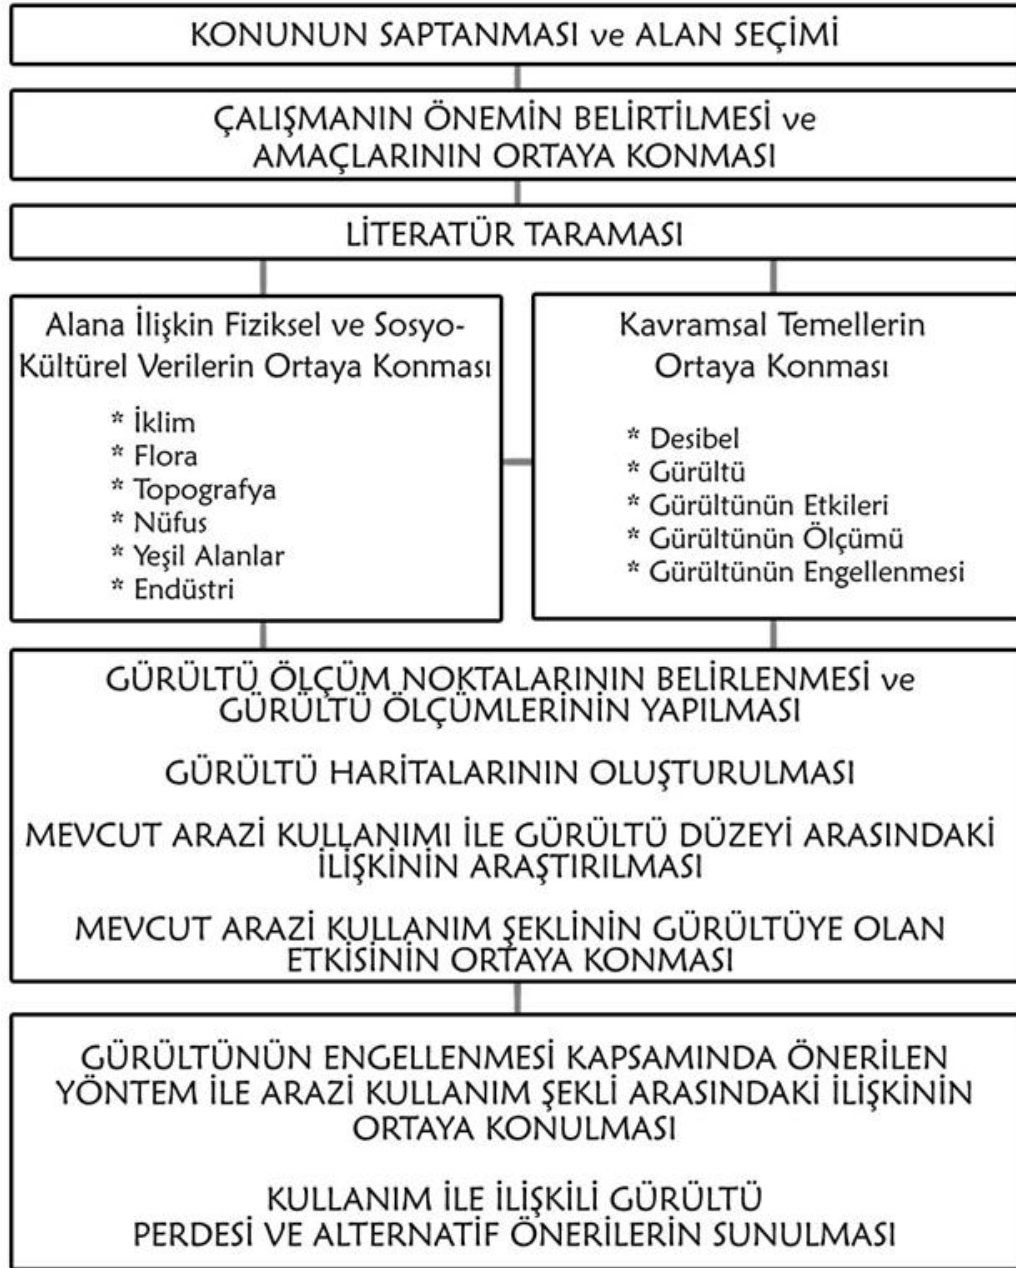 KONUNUN SAPTANMASI ve ALAN SEÇİMİ
ÇALIŞMANIN ÖNEMİN BELİRTİLMESİ ve
AMAÇLARININ ORTAYA KONMASI
LİTERATÜR TARAMASI
Alana İlişkin Fiziksel ve Sosyo-
Kültürel Verilerin Ortaya Konması
* İklim
* Flora
* Topografya
* Nüfus
* Yeşil Alanlar
* Endüstri
Kavramsal Temellerin
Ortaya Konması
* Desibel
* Gürültü
* Gürültünün Etkileri
* Gürültünün Ölçümü
* Gürültünün Engellenmesi
GÜRÜLTÜ ÖLÇÜM NOKTALARININ BELİRLENMESİ ve
GÜRÜLTÜ ÖLÇÜMLERİNİN YAPILMASI
GÜRÜLTÜ HARİTALARININ OLUŞTURULMASI
MEVCUT ARAZİ KULLANIMI İLE GÜRÜLTÜ DÜZEYİ ARASINDAKİ
İLİŞKİNİN ARAŞTIRILMASI
MEVCUT ARAZİ KULLANIM ŞEKLİNİN GÜRÜLTÜYE OLAN
ETKİSİNİN ORTAYA KONMASI
GÜRÜLTÜNÜN ENGELLENMESİ KAPSAMINDA ÖNERİLEN
YÖNTEM İLE ARAZİ KULLANIM ŞEKLİ ARASINDAKİ İLİŞKİNİN
ORTAYA KONULMASI
KULLANIM İLE İLİŞKİLİ GÜRÜLTÜ
PERDESİ VE ALTERNATİF ÖNERİLERİN SUNULMASI